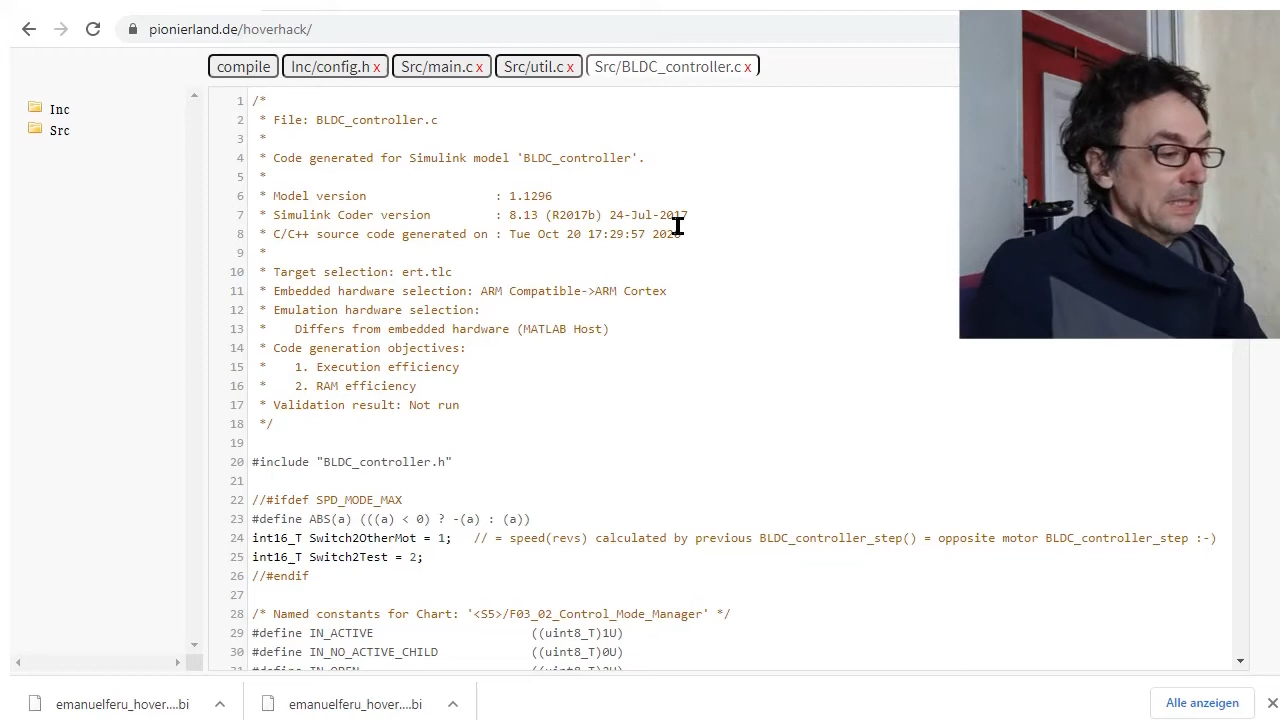 pionierland.de/hoverhack/
compile Inc/config.h x Src/main.c x Src/util.c x Src/BLDC_controller.c x
Inc
Src
1 /*
2 * File: BLDC_controller.c
3 *
4 * Code generated for Simulink model 'BLDC_controller'.
5 *
6 * Model version : 1.1296
7 * Simulink Coder version : 8.13 (R2017b) 24-Jul-2017
8 * C/C++ source code generated on : Tue Oct 20 17:29:57 2020
9 *
10 * Target selection: ert.tlc
11 * Embedded hardware selection: ARM Compatible->ARM Cortex
12 * Emulation hardware selection:
13 * Differs from embedded hardware (MATLAB Host)
14 * Code generation objectives:
15 * 1. Execution efficiency
16 * 2. RAM efficiency
17 * Validation result: Not run
18 */
19
20 #include "BLDC_controller.h"
21
22 //#ifdef SPD_MODE_MAX
23 #define ABS(a) (((a) < 0) ? -(a) : (a))
24 int16_T Switch2OtherMot = 1; // = speed(revs) calculated by previous BLDC_controller_step() = opposite motor BLDC_controller_step :-)
25 int16_T Switch2Test = 2;
26 //#endif
27
28 /* Named constants for Chart: '<S5>/F03_02_Control_Mode_Manager' */
29 #define IN_ACTIVE ((uint8_T)1U)
30 #define IN_NO_ACTIVE_CHILD ((uint8_T)0U)
31 #define IN_OPEN ((uint8_T)2U)
emanuelferu_hover....bi
emanuelferu_hover....bi
Alle anzeigen